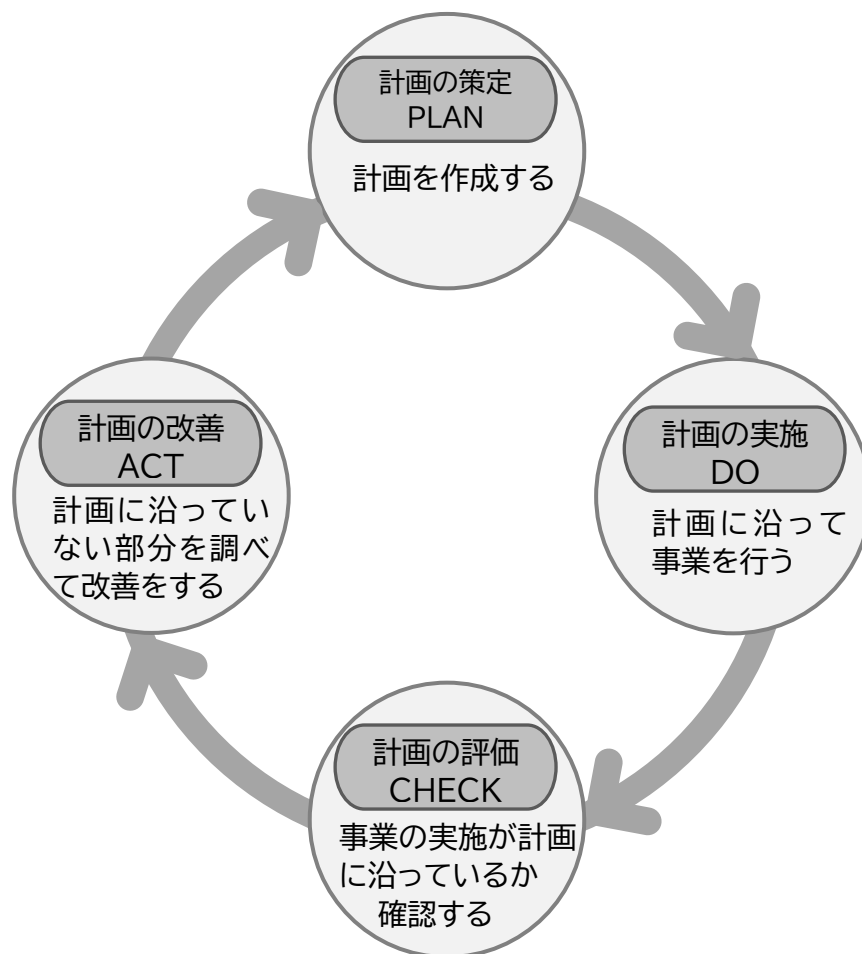 計画の策定
PLAN
計画を作成する
計画の実施
DO
計画に沿って
事業を行う
計画の評価
CHECK
事業の実施が計画
に沿っているか
確認する
計画の改善
ACT
計画に沿ってい
ない部分を調べ
て改善をする